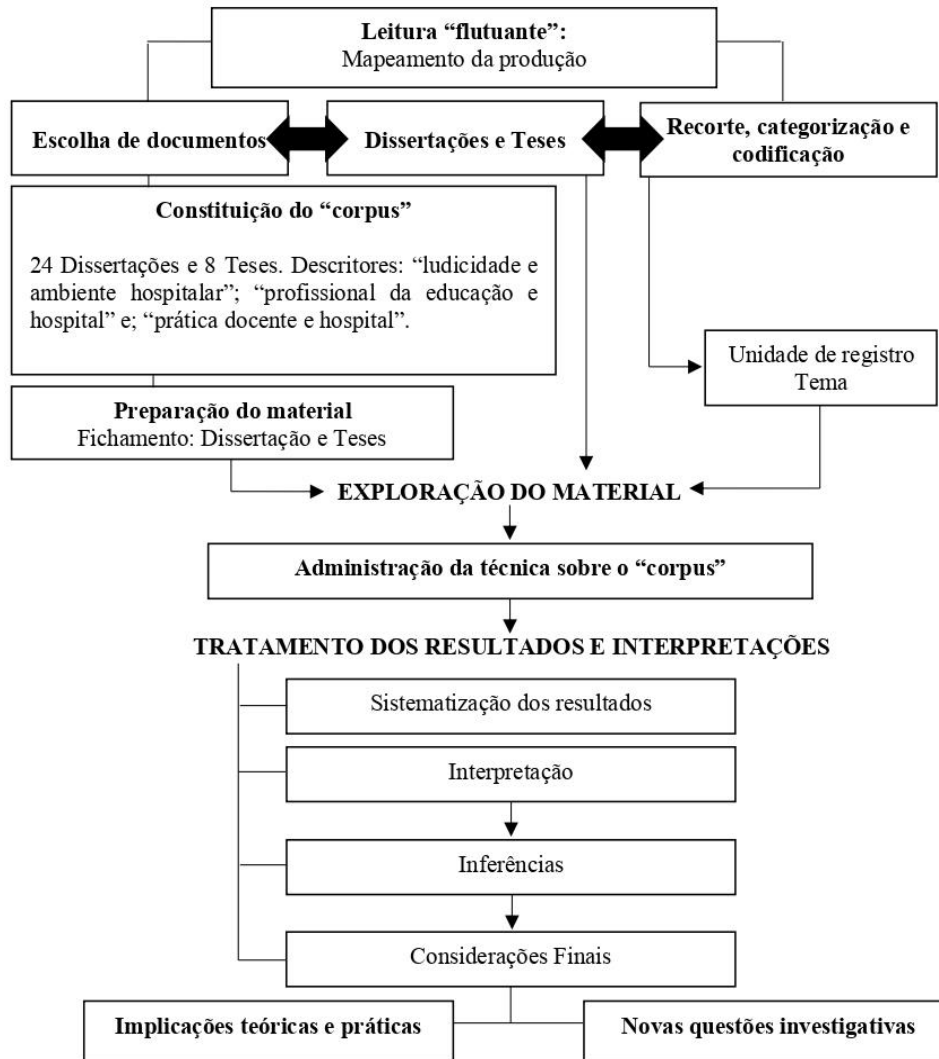 Leitura “flutuante”:
Mapeamento da produção
Escolha de documentos
Dissertações e Teses
Recorte, categorização e
codificação
Constituição do “corpus”
24 Dissertações e 8 Teses. Descritores: “ludicidade e
ambiente hospitalar”; “profissional da educação e
hospital” e; “prática docente e hospital”.
Unidade de registro
Tema
Preparação do material
Fichamento: Dissertação e Teses
EXPLORAÇÃO DO MATERIAL
Administração da técnica sobre o “corpus”
TRATAMENTO DOS RESULTADOS E INTERPRETAÇÕES
Sistematização dos resultados
Interpretação
Inferências
Considerações Finais
Implicações teóricas e práticas
Novas questões investigativas